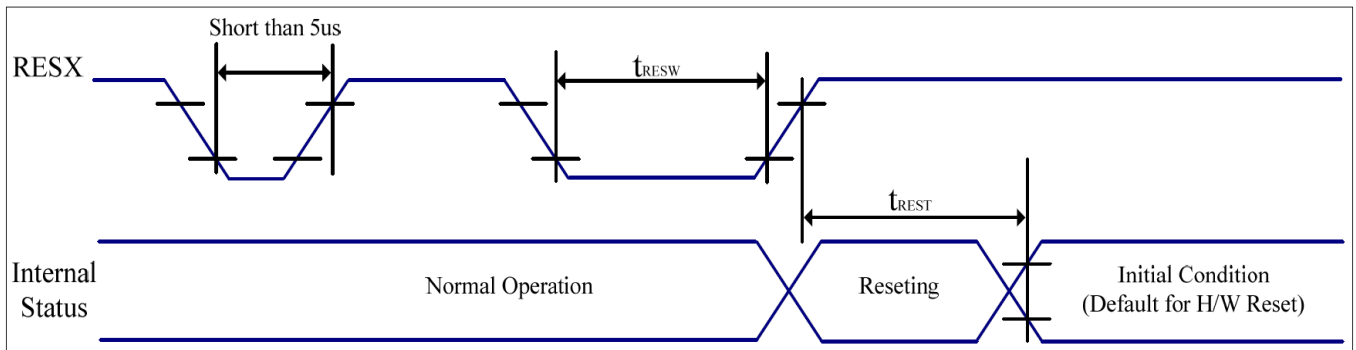 Short than 5us
RESX
tRESW
tREST
Internal
Status
Normal Operation
Reseting
Initial Condition
(Default for H/W Reset)